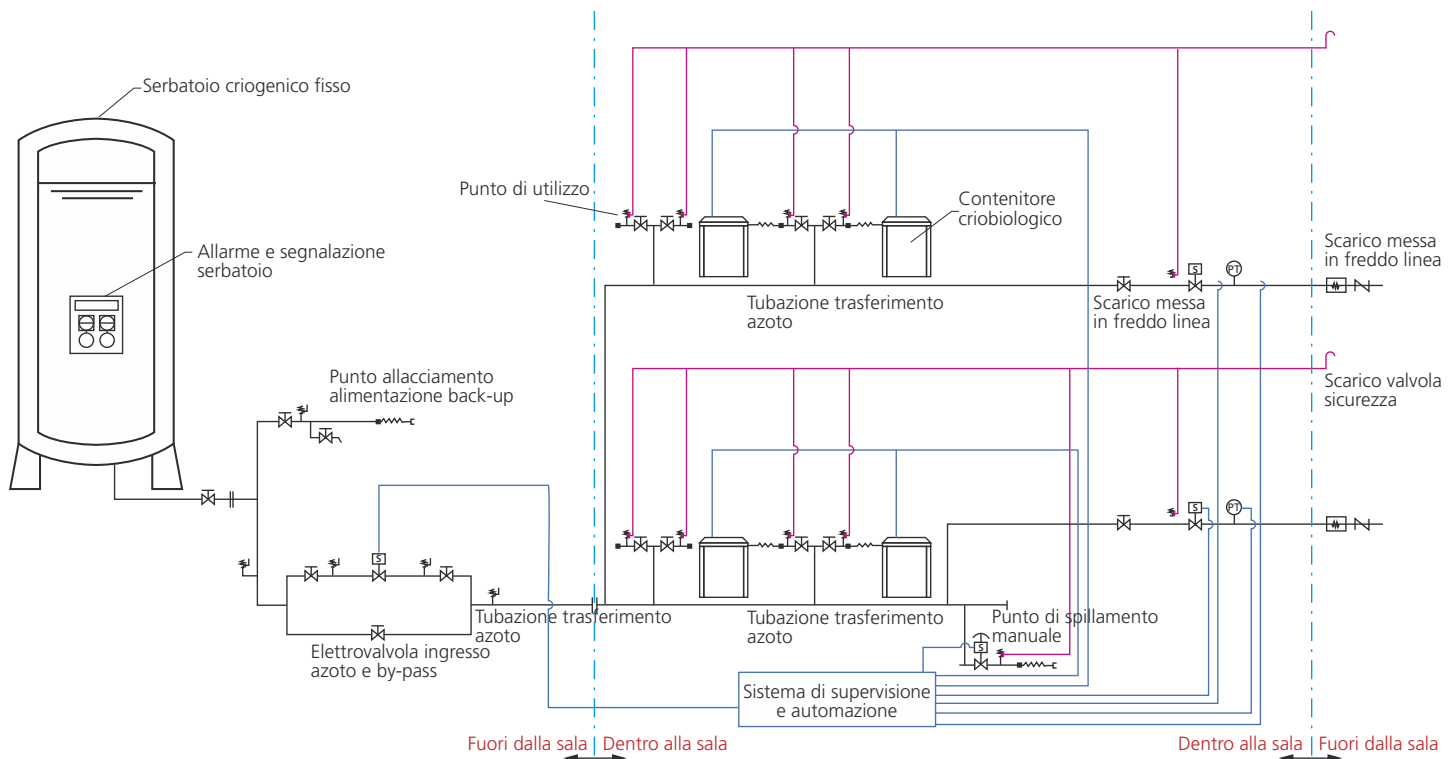 Serbatoio criogenico fisso
Punto di utilizzo
Contenitore
criobiologico
Allarme e segnalazione
serbatoio
Scarico messa
in freddo linea
S
PT
Tubazione trasferimento
azoto
Scarico messa
in freddo linea
Punto allacciamento
alimentazione back-up
Scarico valvola
sicurezza
S
PT
S
Tubazione trasferimento
azoto
Tubazione trasferimento
azoto
Punto di spillamento
manuale
S
Elettrovalvola ingresso
azoto e by-pass
Sistema di supervisione
e automazione
Fuori dalla sala
Dentro alla sala
Dentro alla sala
Fuori dalla sala